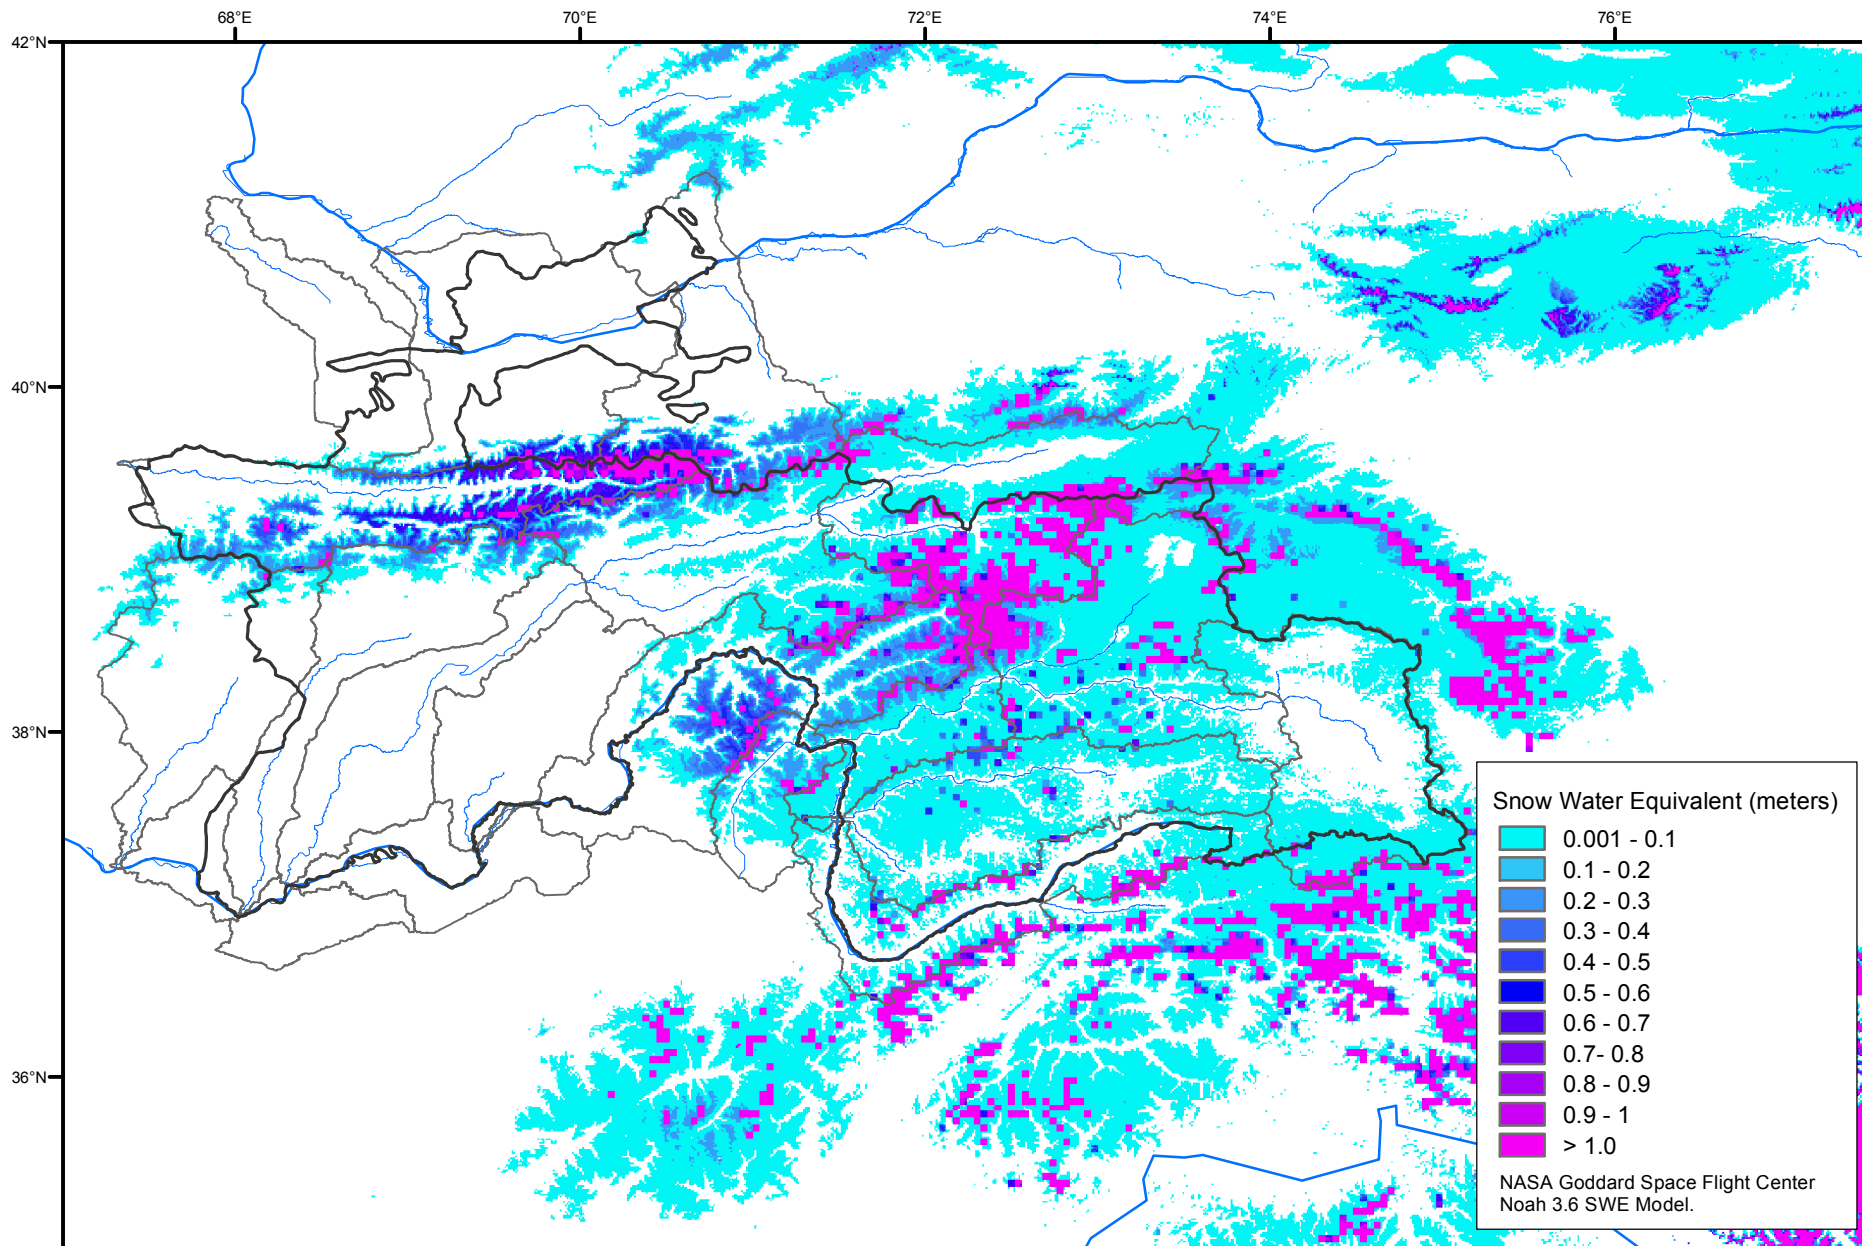 68°E
70°E
72°E
74°E
76°E
42°N
40°N
38°N
36°N
Snow Water Equivalent (meters)
0.001 - 0.1
0.1 - 0.2
0.2 - 0.3
0.3 - 0.4
0.4 - 0.5
0.5 - 0.6
0.6 - 0.7
0.7- 0.8
0.8 - 0.9
0.9 - 1
> 1.0
NASA Goddard Space Flight Center
Noah 3.6 SWE Model.